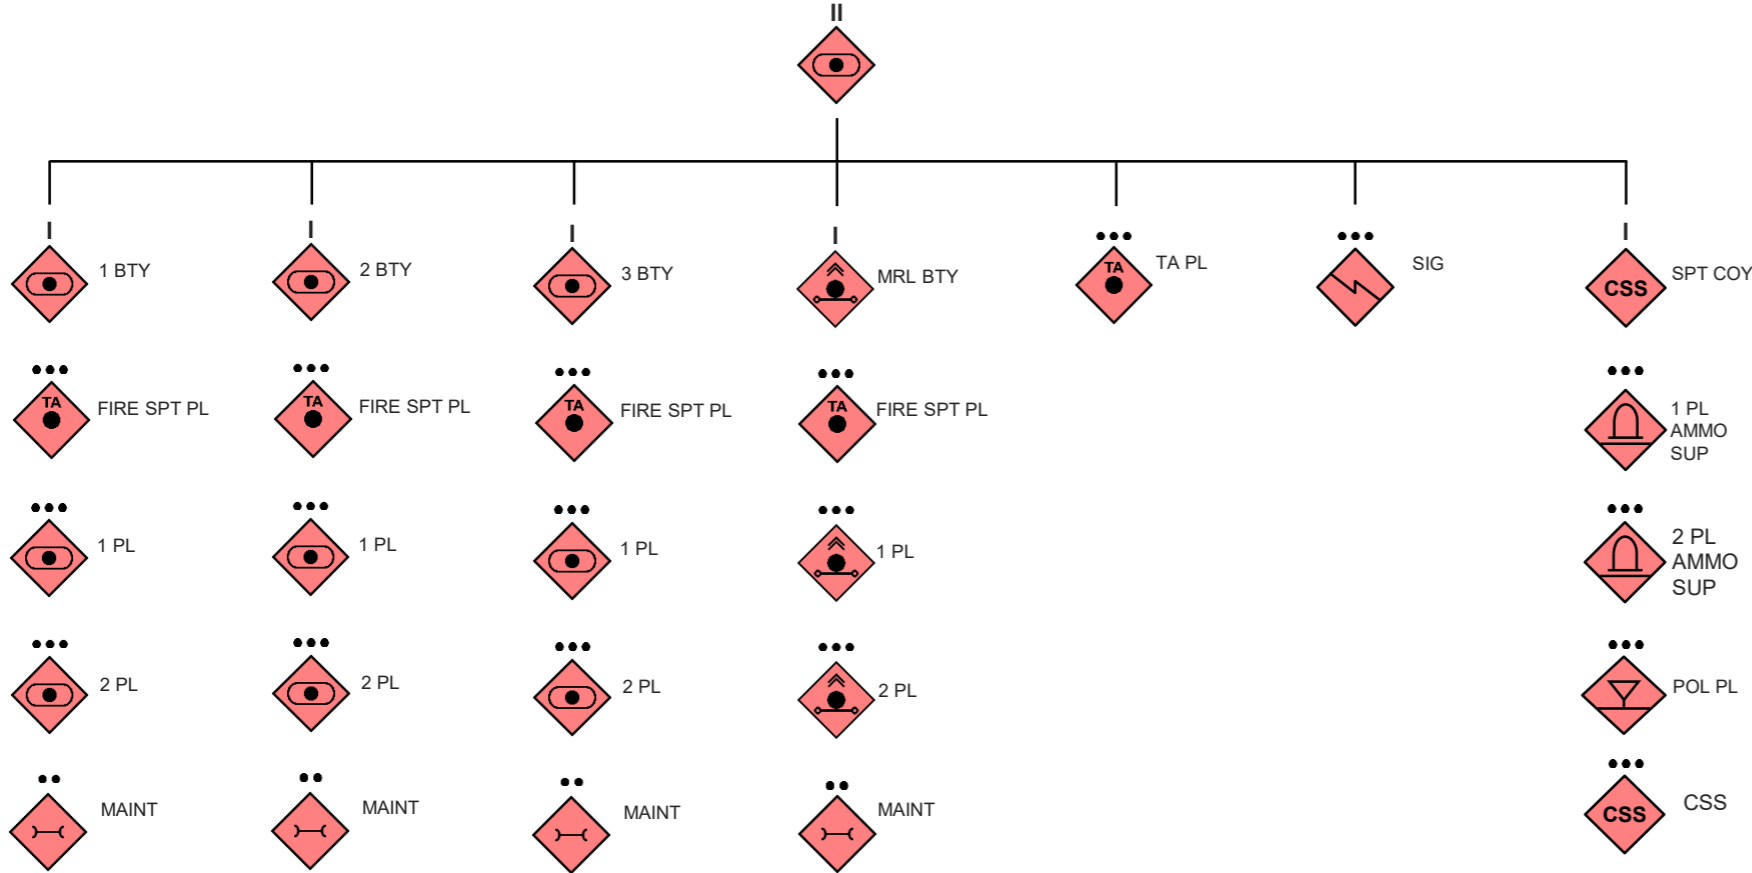 1 BTY
2 BTY
3 BTY
MRL BTY
TA
TA PL
SIG
CSS
SPT COY
TA
FIRE SPT PL
TA
FIRE SPT PL
TA
FIRE SPT PL
TA
FIRE SPT PL
1 PL
AMMO
SUP
1 PL
1 PL
1 PL
1 PL
2 PL
AMMO
SUP
2 PL
2 PL
2 PL
2 PL
POL PL
MAINT
MAINT
MAINT
MAINT
CSS
CSS